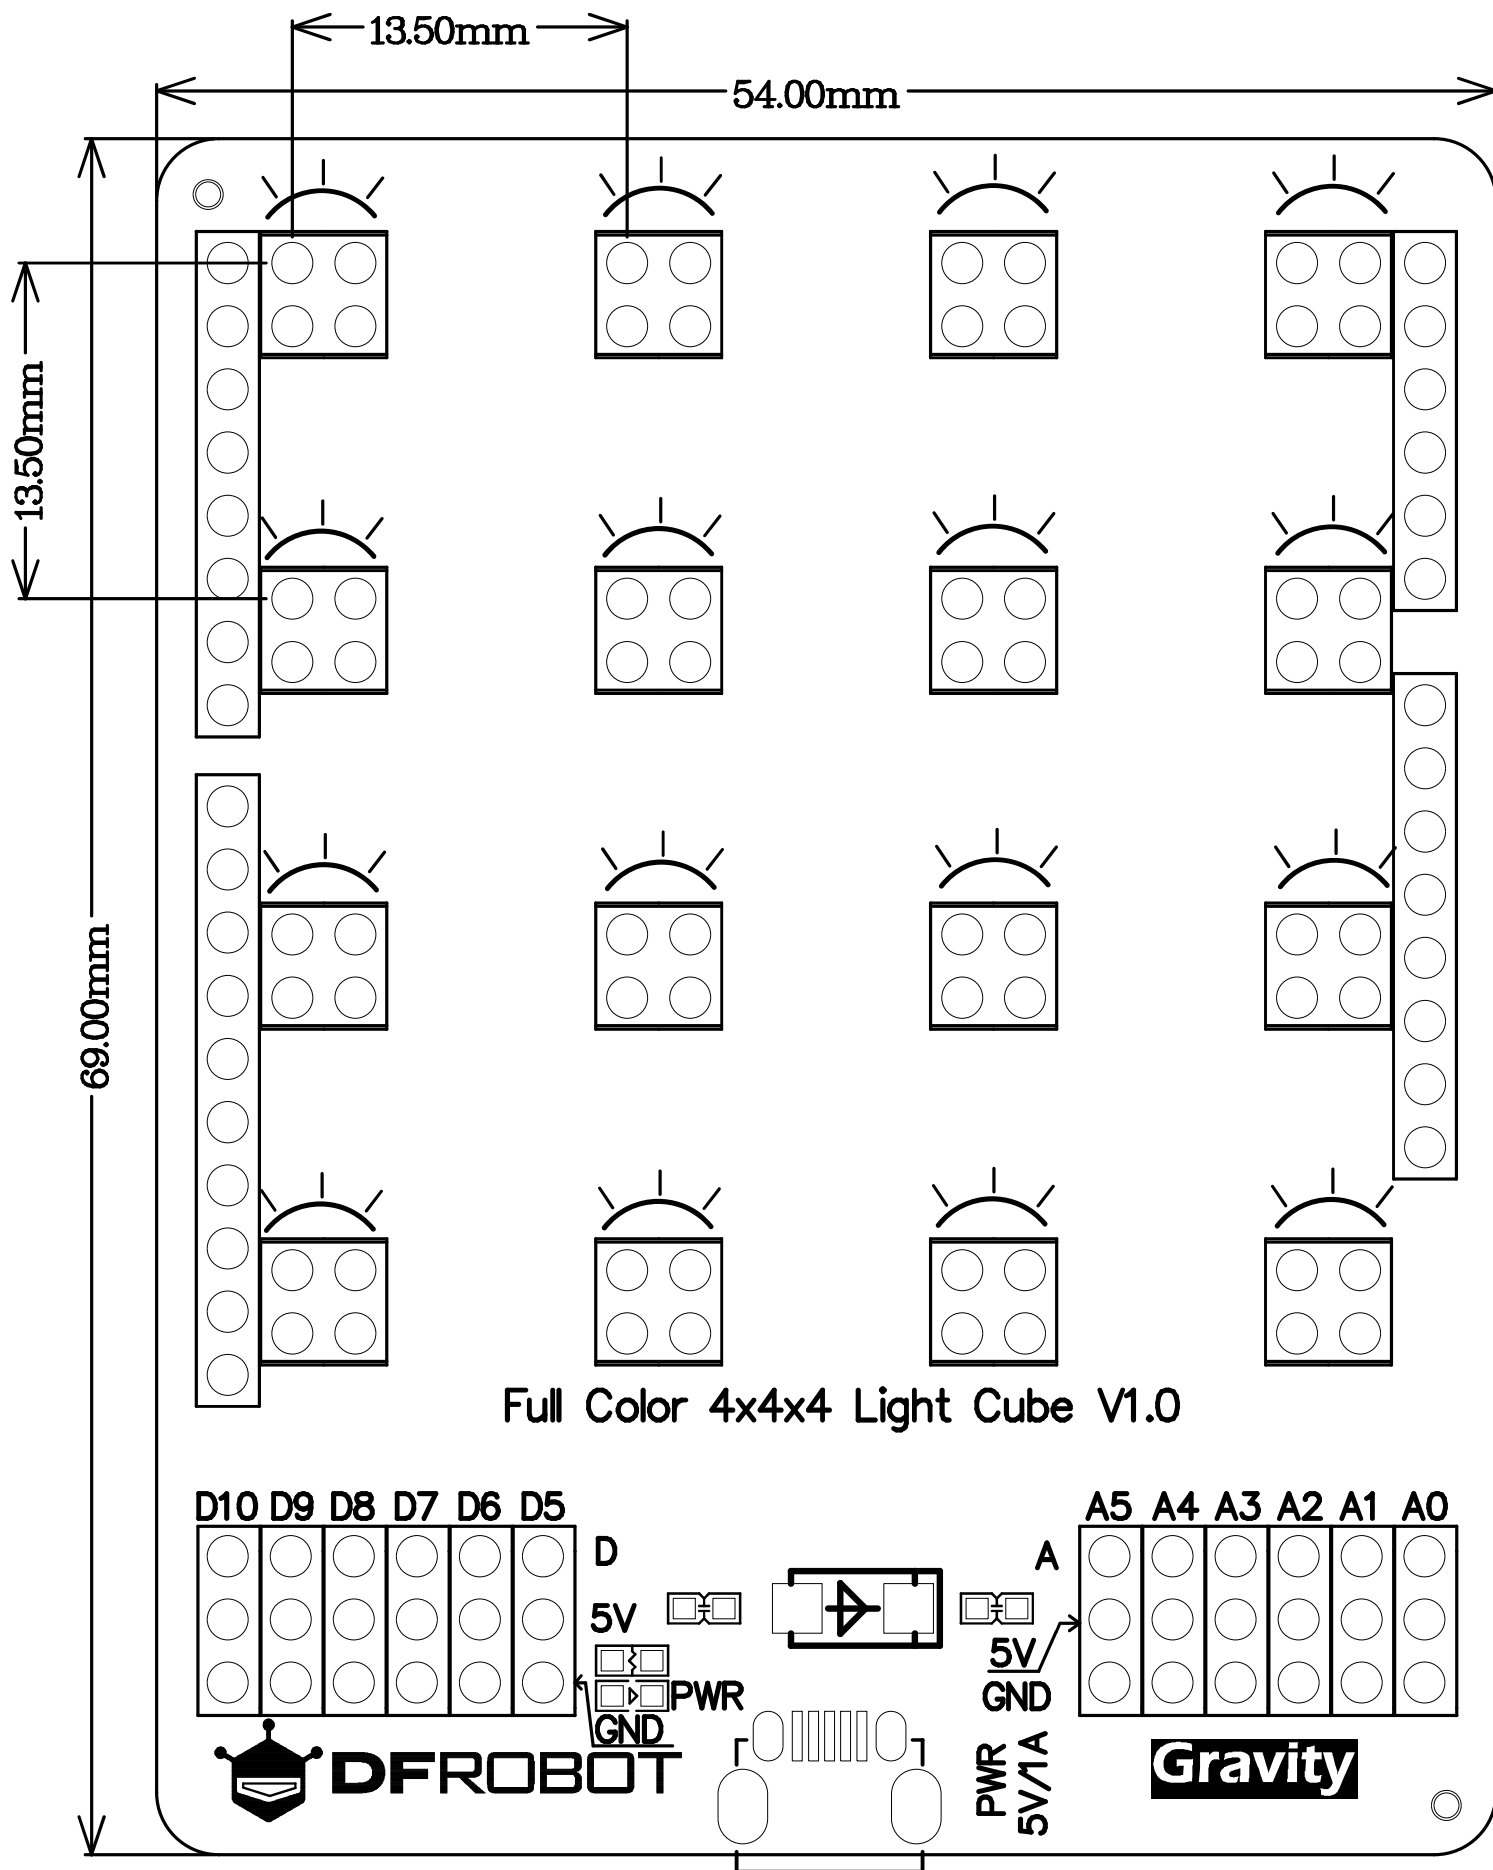 13.50mm
54.00mm
13.50mm
69.00mm
Full Color 4x4x4 Light Cube V1.0
D10 D9 D8 D7 D6 D5
A5 A4 A3 A2 A1 A0
D
A
5V
5V
PWR
GND
GND
PWR
5V/1A
DFROBOT
Gravity